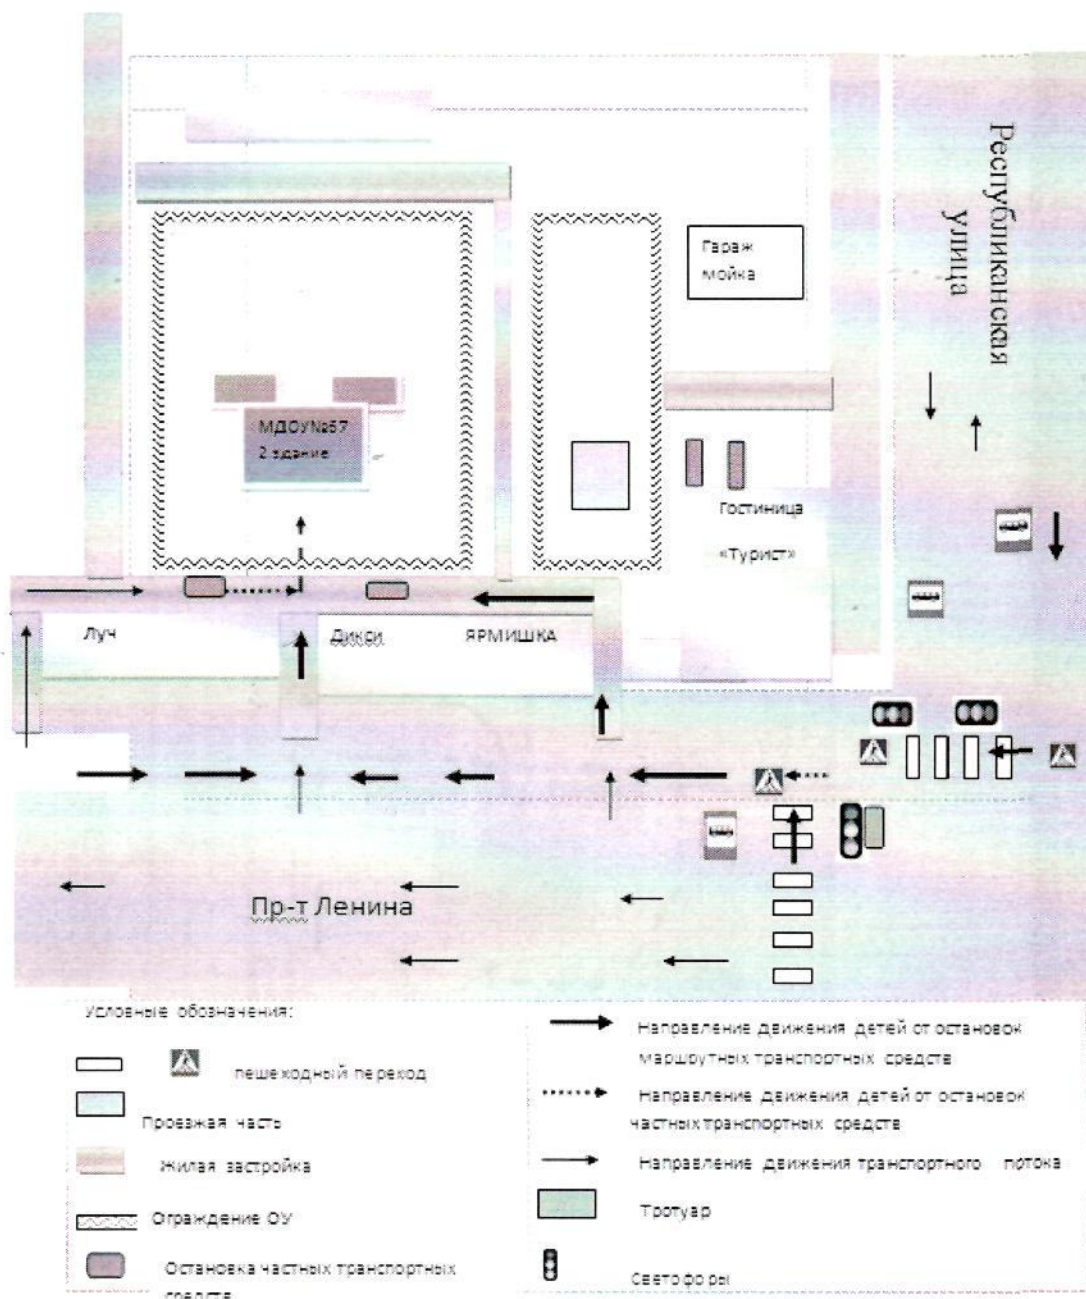 Республиканская
улица
Гараж
мойка
МДОУ№57
2 здание
Гостиница
«Турист»
Луч
Дикси
ЯРМИШКА
Пр-т Ленина
Условные обозначения:
пешеходный переход
Проезжая часть
Жилая застройка
Ограждение ОУ
Остановка частных транспортных
средств
Направление движения детей от остановок
маршрутных транспортных средств
Направление движения детей от остановок
частных транспортных средств
Направление движения транспортного потока
Тротуар
Светофоры